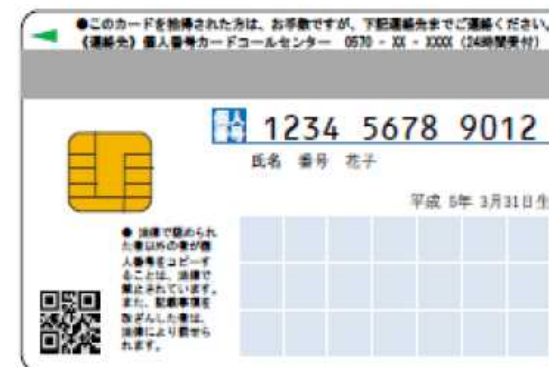 ●このカードを拾得された方は、お手数ですが、下記連絡先までご連絡ください。
《連絡先》個人番号カードコールセンター 0570-XX-XXXX (24時間受付)
個人番号 1234 5678 9012
氏名 番号 花子
平成 5年 3月31日生
● 法律で認められ
た者以外の者が個
人番号をコピーす
ることは、法律で
禁止されています。
また、記載事項を
改ざんした者は、
法律により罰せら
れます。